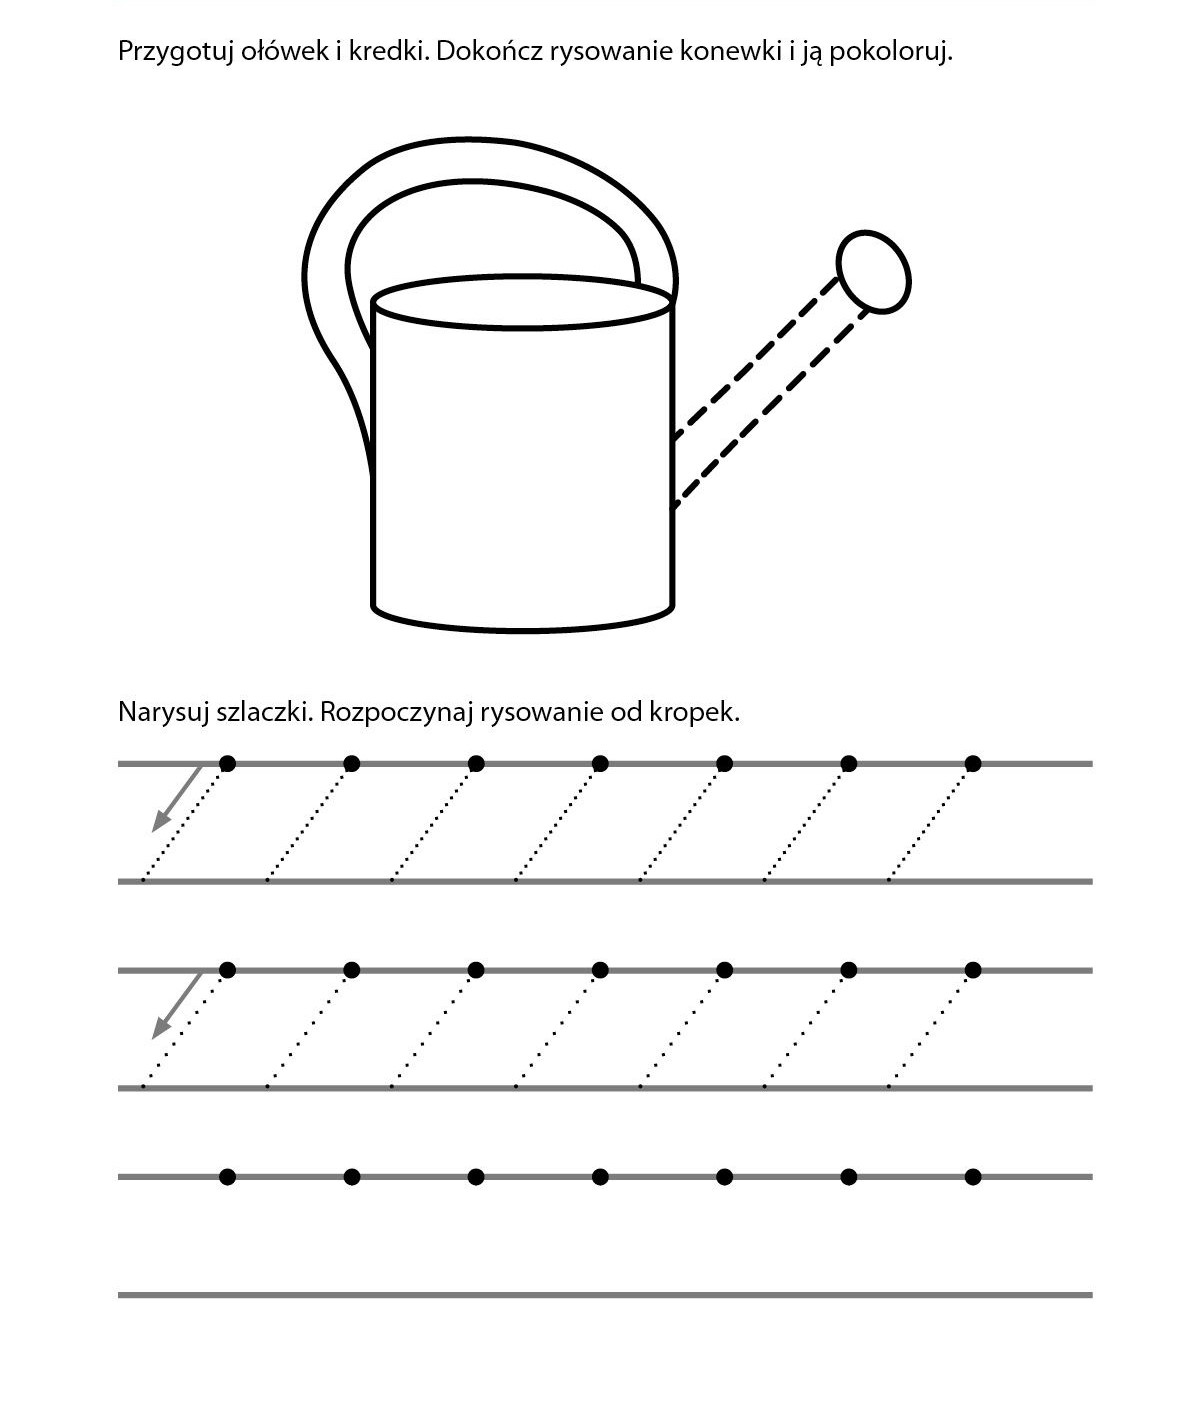 Przygotuj ołówek i kredki. Dokończ rysowanie konewki i ją pokoloruj.
Narysuj szlaczki. Rozpoczynaj rysowanie od kropek.